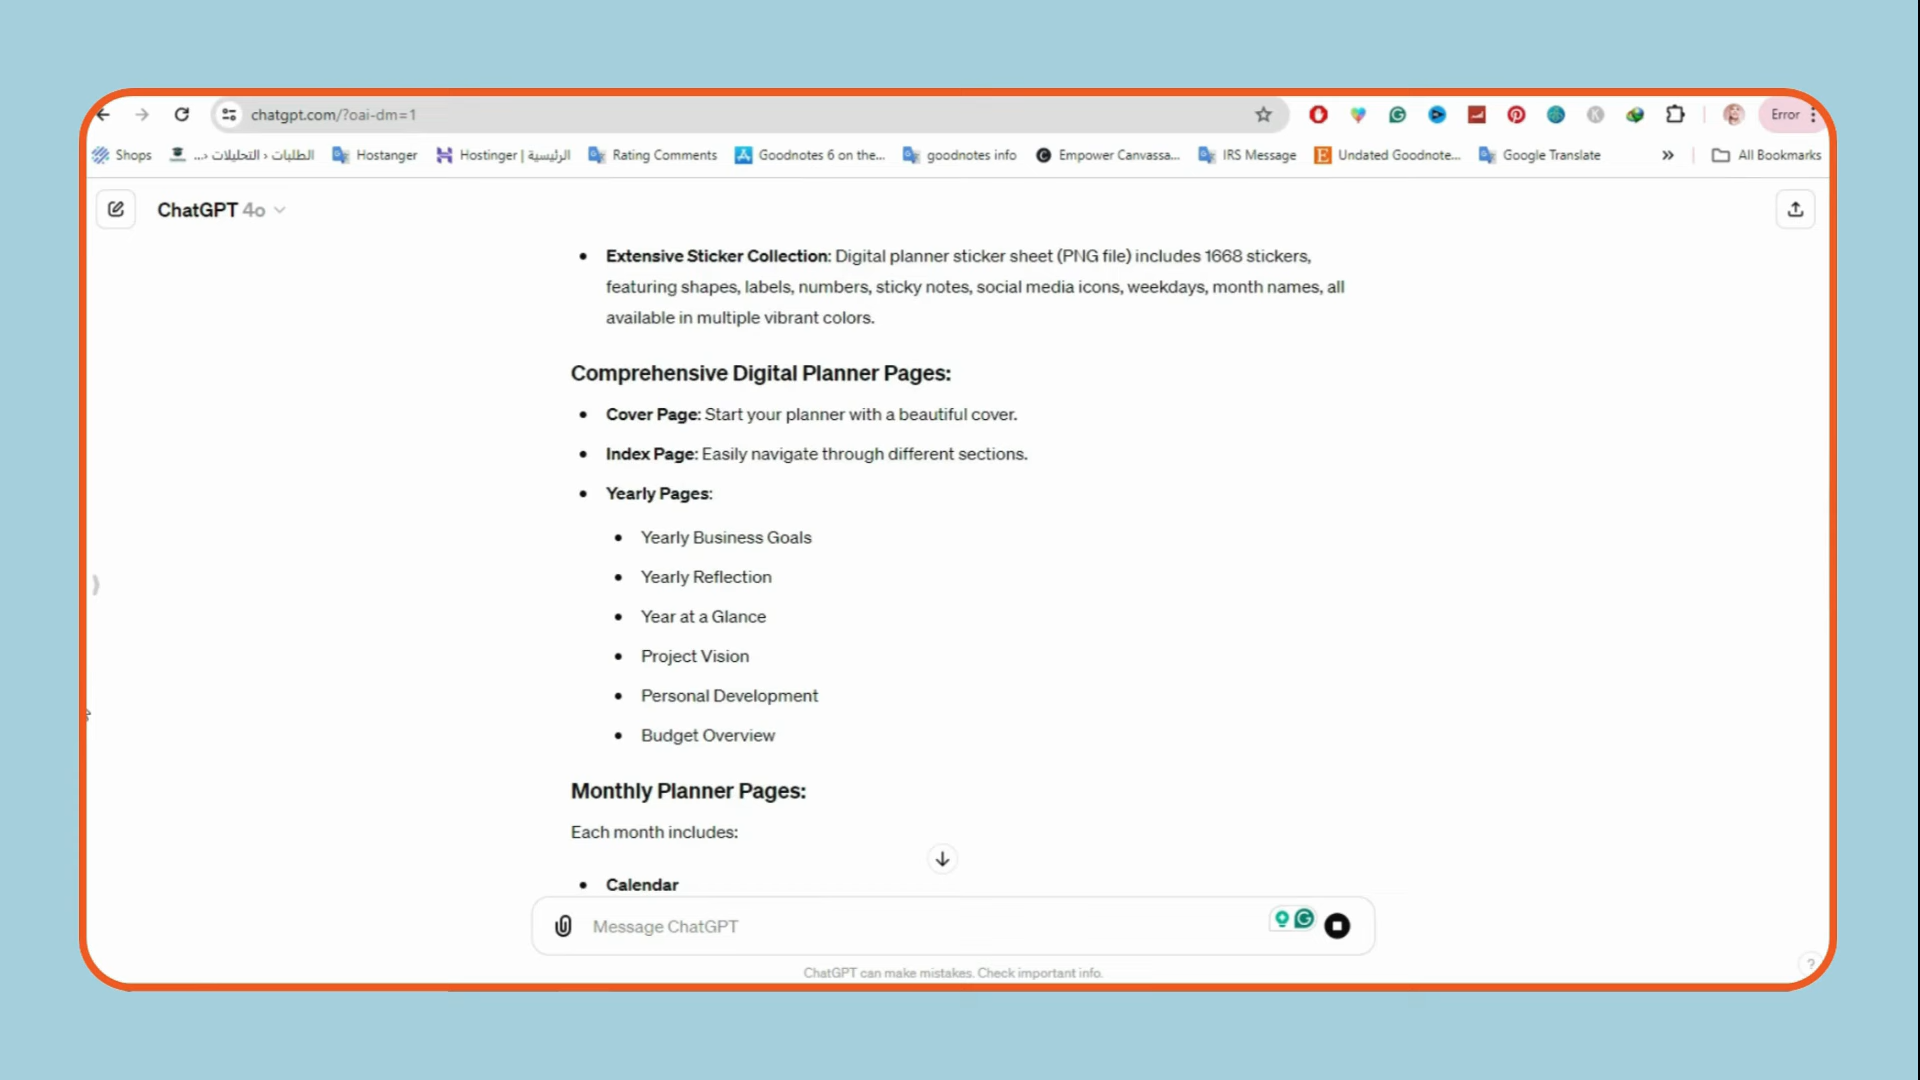 chatgpt.com/?oai-dm=1
Error
Shops
الطلبات ‹ التحليلات ‹...
Hostanger
الرئيسية | Hostinger
Rating Comments
Goodnotes 6 on the...
goodnotes info
Empower Canvassa...
IRS Message
Undated Goodnote...
Google Translate
»
All Bookmarks
ChatGPT 4o
• Extensive Sticker Collection: Digital planner sticker sheet (PNG file) includes 1668 stickers,
featuring shapes, labels, numbers, sticky notes, social media icons, weekdays, month names, all
available in multiple vibrant colors.
Comprehensive Digital Planner Pages:
• Cover Page: Start your planner with a beautiful cover.
• Index Page: Easily navigate through different sections.
• Yearly Pages:
• Yearly Business Goals
• Yearly Reflection
• Year at a Glance
• Project Vision
• Personal Development
• Budget Overview
Monthly Planner Pages:
Each month includes:
• Calendar
Message ChatGPT
ChatGPT can make mistakes. Check important info.
?